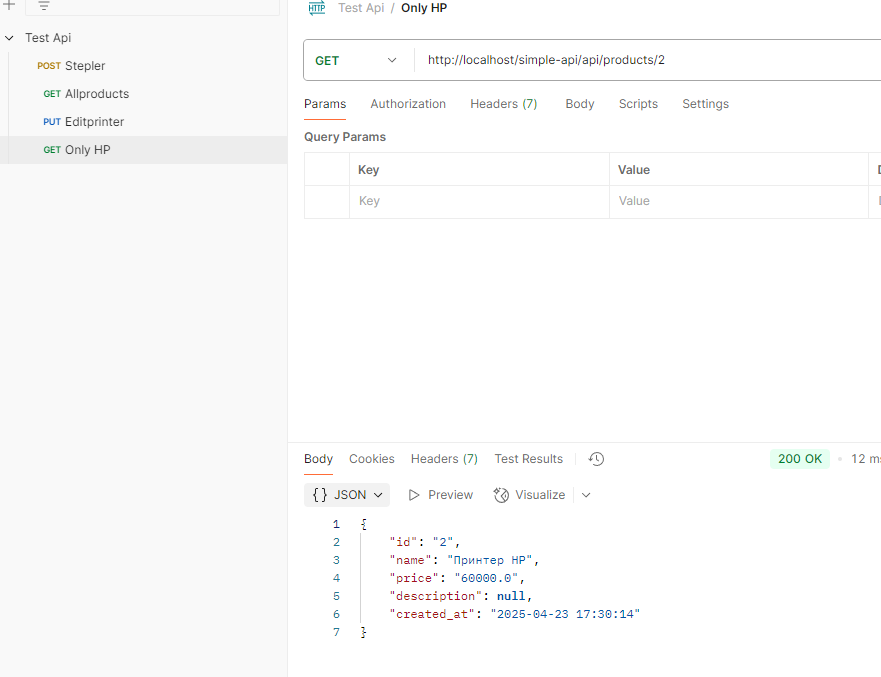 Test Api / Only HP
Test Api
POST Stepler
GET Allproducts
PUT Editprinter
GET Only HP
HTTP
GET http://localhost/simple-api/api/products/2
Params Authorization Headers (7) Body Scripts Settings
Query Params
Key Value
Key Value
Body Cookies Headers (7) Test Results 200 OK 12 ms
{} JSON Preview Visualize
1 {
2 "id": "2",
3 "name": "Принтер HP",
4 "price": "60000.0",
5 "description": null,
6 "created_at": "2025-04-23 17:30:14"
7 }